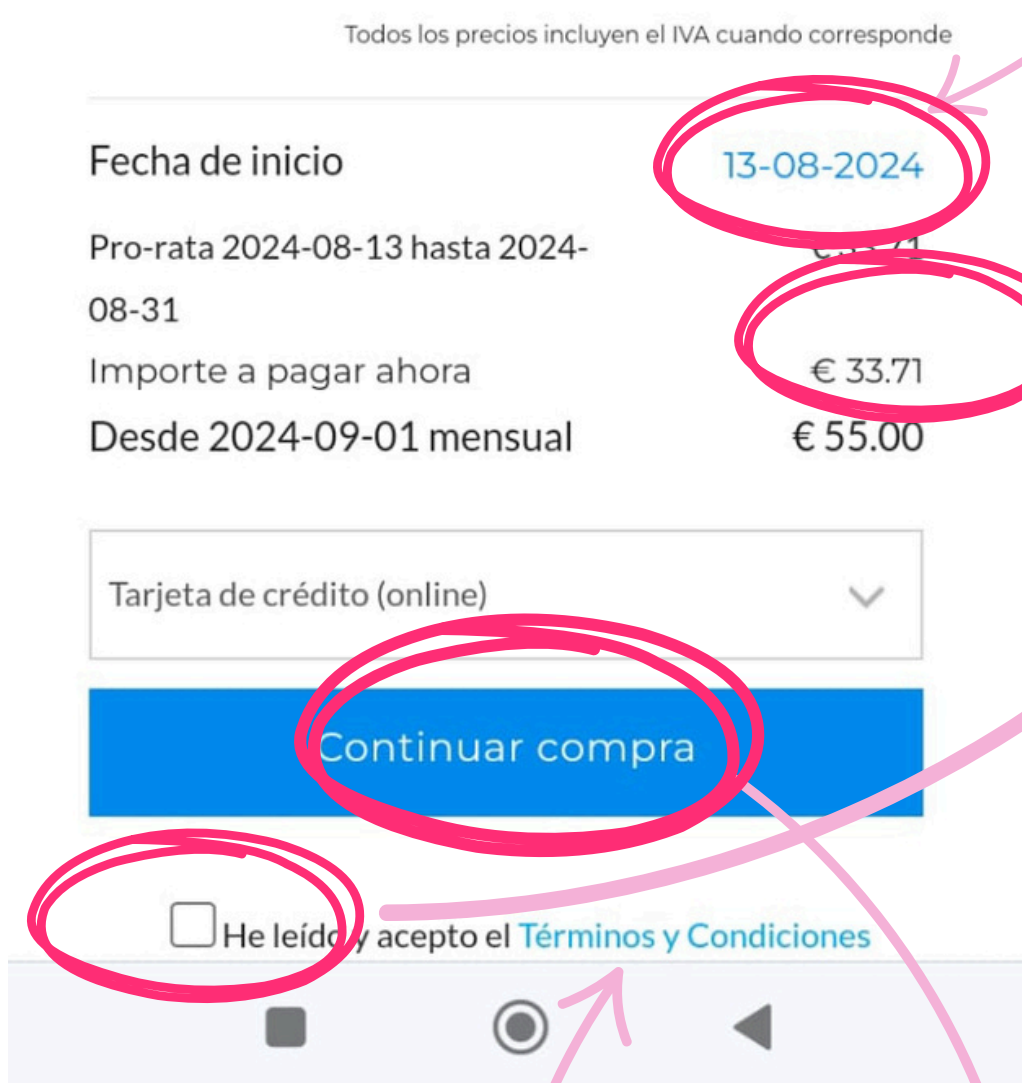 Todos los precios incluyen el IVA cuando corresponde
Fecha de inicio
13-08-2024
Pro-rata 2024-08-13 hasta 2024-
€ 33.71
08-31
Importe a pagar ahora
€ 33.71
Desde 2024-09-01 mensual
€ 55.00
Tarjeta de crédito (online)
Continuar compra
He leído y acepto el Términos y Condiciones